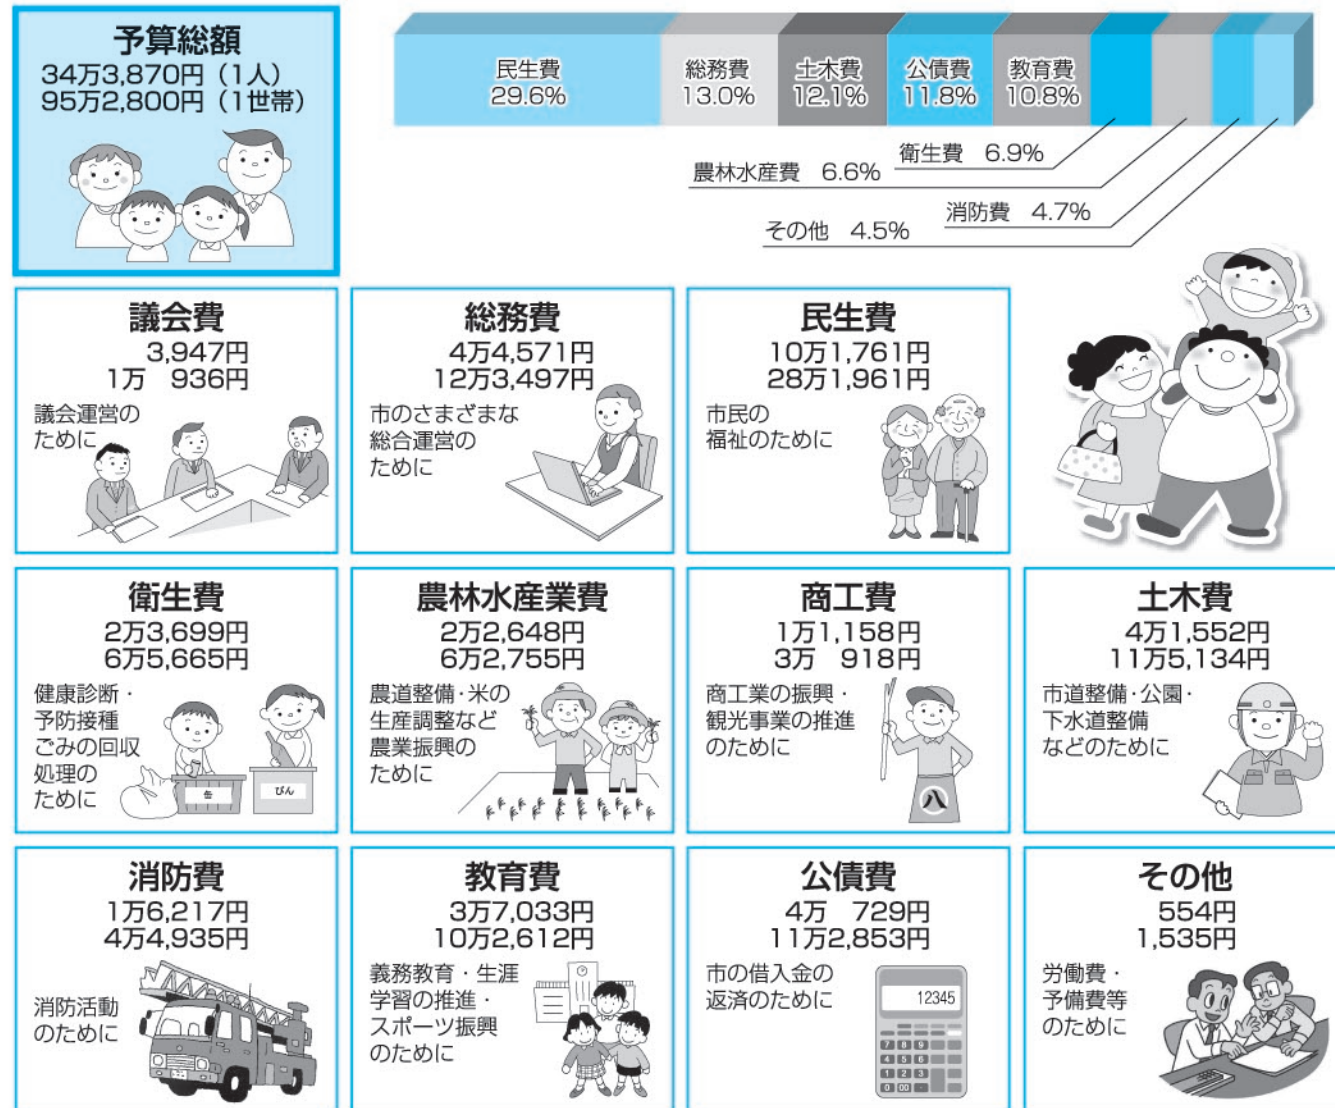 予算総額
34万3,870円（1人）
95万2,800円（1世帯）
民生費
29.6%
総務費
13.0%
土木費
12.1%
公債費
11.8%
教育費
10.8%
衛生費 6.9%
農林水産費 6.6%
消防費 4.7%
その他 4.5%
議会費
3,947円
1万 936円
議会運営の
ために
総務費
4万4,571円
12万3,497円
市のさまざまな
総合運営の
ために
民生費
10万1,761円
28万1,961円
市民の
福祉のために
衛生費
2万3,699円
6万5,665円
健康診断・
予防接種
ごみの回収
処理の
ために
缶
びん
農林水産業費
2万2,648円
6万2,755円
農道整備・米の
生産調整など
農業振興の
ために
商工費
1万1,158円
3万 918円
商工業の振興・
観光事業の推進
のために
八
土木費
4万1,552円
11万5,134円
市道整備・公園・
下水道整備
などのために
消防費
1万6,217円
4万4,935円
消防活動
のために
教育費
3万7,033円
10万2,612円
義務教育・生涯
学習の推進・
スポーツ振興
のために
公債費
4万 729円
11万2,853円
市の借入金の
返済のために
12345
7 8 9
4 5 6
1 2 3
0 00 ・
その他
554円
1,535円
労働費・
予備費等
のために